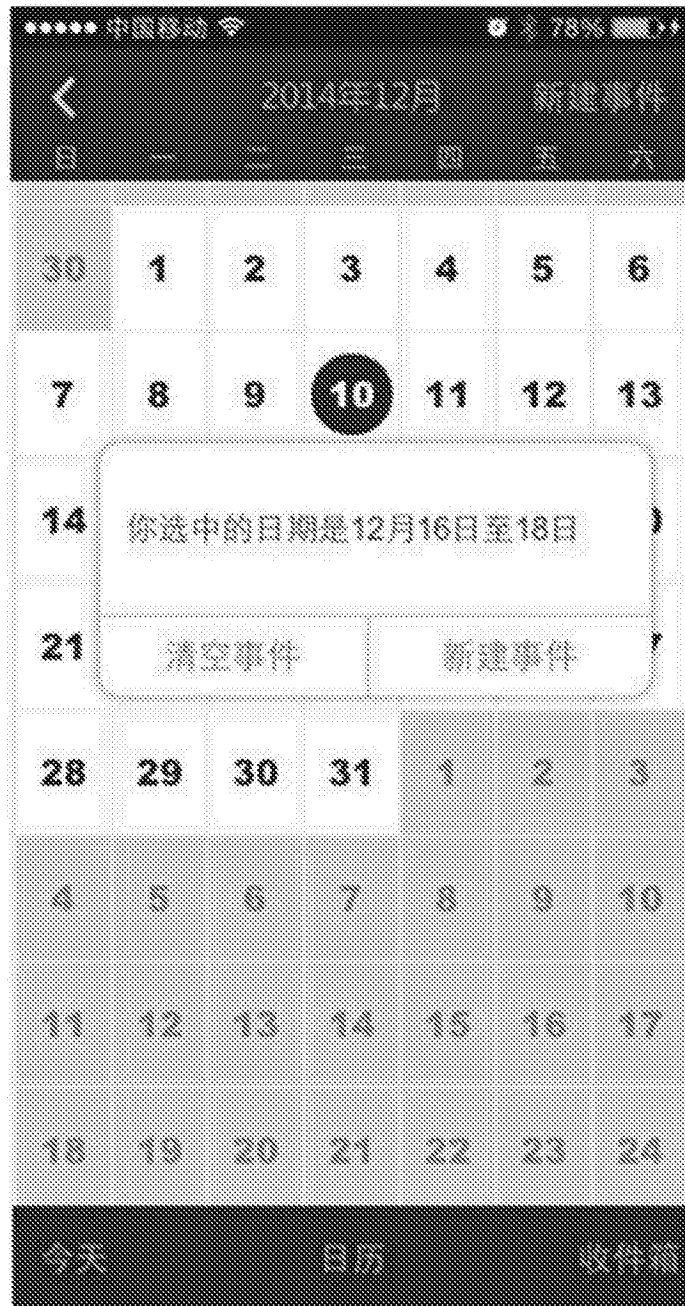 中国移动 78%
2014年12月 新建事件
日 一 二 三 四 五 六
30 1 2 3 4 5 6
7 8 9 10 11 12 13
14
你选中的日期是12月16日至18日
21
清空事件 新建事件
28 29 30 31 1 2 3
4 5 6 7 8 9 10
11 12 13 14 15 16 17
18 19 20 21 22 23 24
今天 日历 收件箱